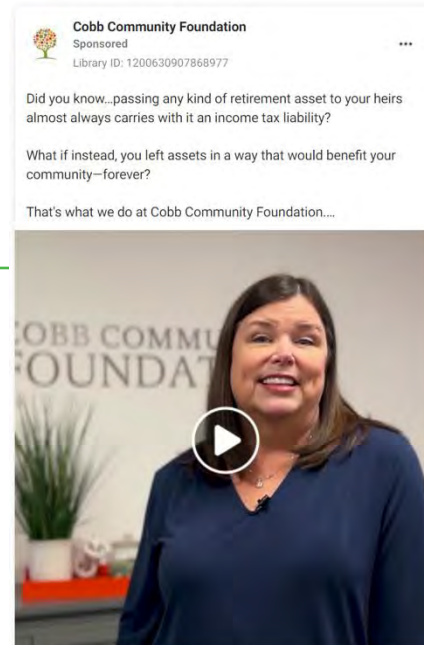 Cobb Community Foundation
Sponsored
Library ID: 1200630907868977
Did you know...passing any kind of retirement asset to your heirs
almost always carries with it an income tax liability?
What if instead, you left assets in a way that would benefit your
community—forever?
That's what we do at Cobb Community Foundation....
COBB COMMU
FOUNDAT